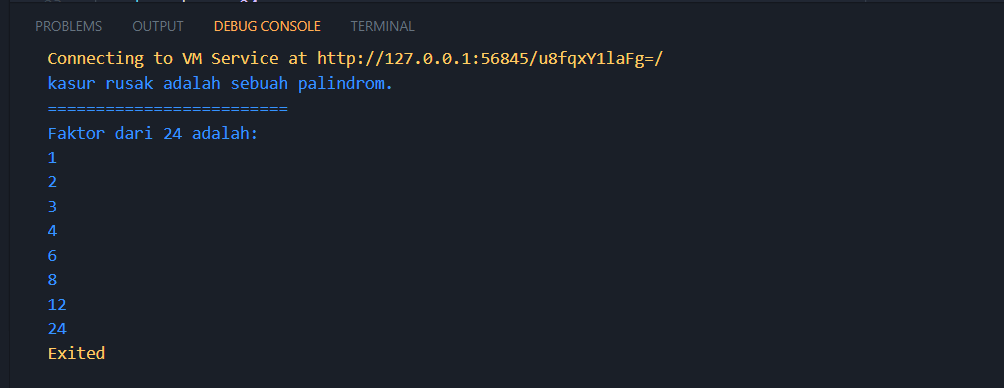 PROBLEMS OUTPUT DEBUG CONSOLE TERMINAL
Connecting to VM Service at http://127.0.0.1:56845/u8fqxY1laFg=/
kasur rusak adalah sebuah palindrom.
=========================
Faktor dari 24 adalah:
1
2
3
4
6
8
12
24
Exited